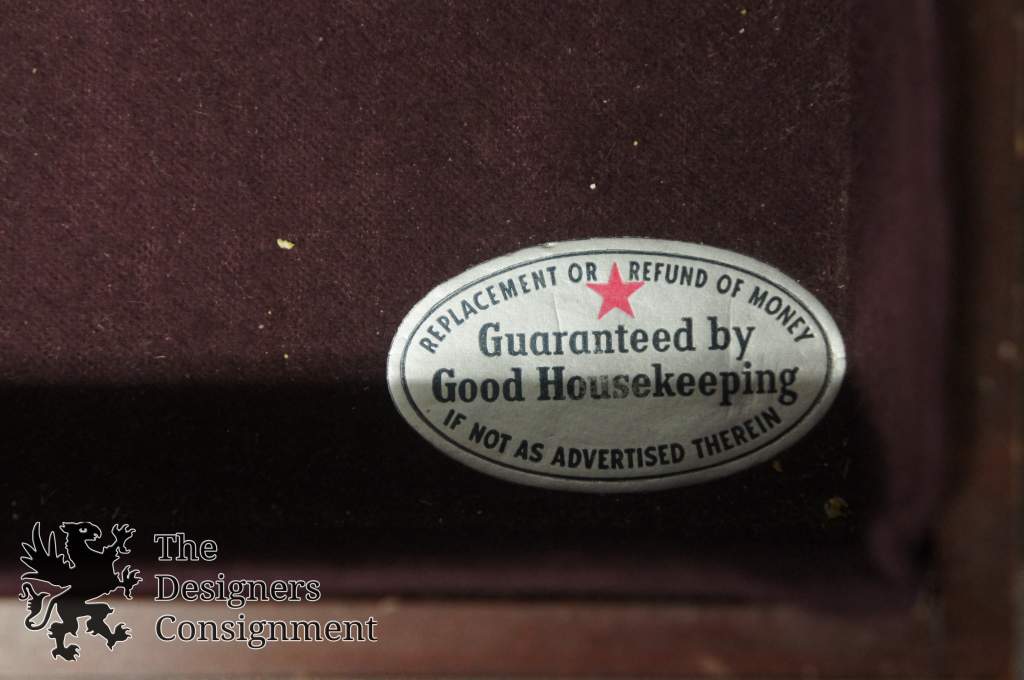 REPLACEMENT OR REFUND OF MONEY
Guaranteed by
Good Housekeeping
IF NOT AS ADVERTISED THEREIN
The
Designers
Consignment